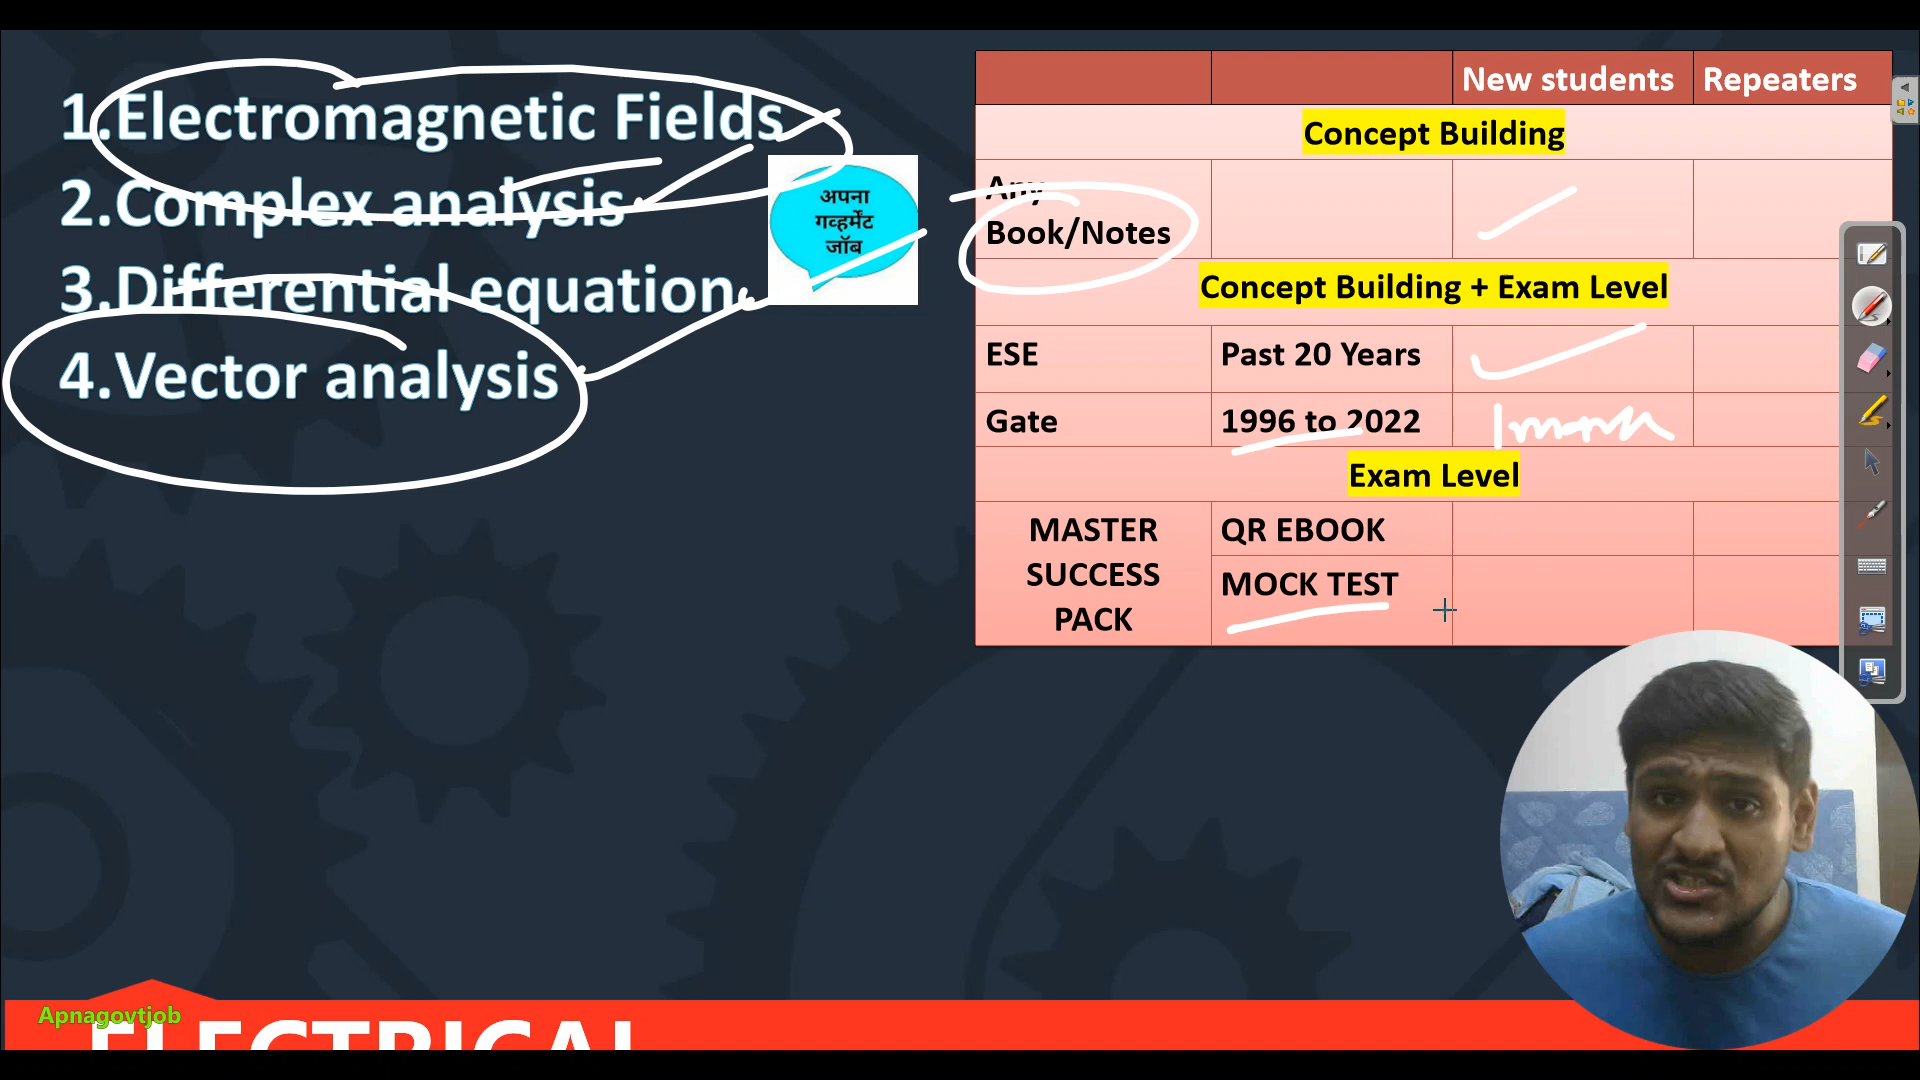 1.Electromagnetic Fields
2.Complex analysis
3.Differential equation
4.Vector analysis
अपना
गव्हर्मेंट
जॉब
New students Repeaters
Concept Building
Any
Book/Notes
Concept Building + Exam Level
ESE Past 20 Years
Gate 1996 to 2022
Exam Level
MASTER
SUCCESS
PACK
QR EBOOK
MOCK TEST
Apnagovtjob
ELECTRICAL